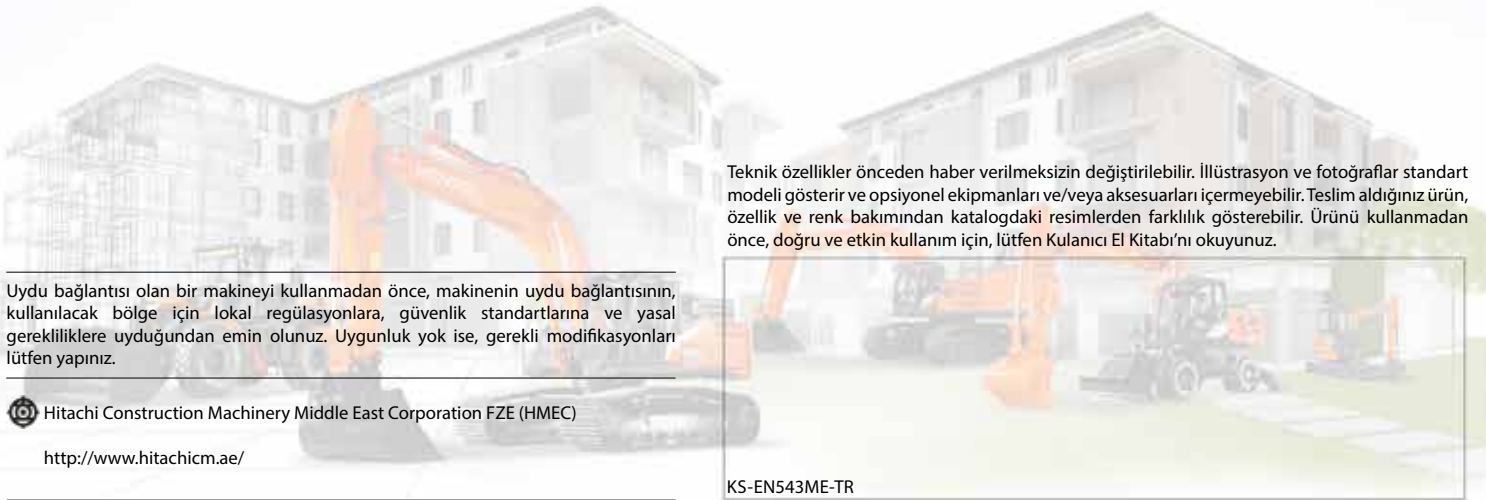 Uydu bağlantısı olan bir makineyi kullanmadan önce, makinenin uydu bağlantısının,
kullanılacak bölge için lokal regülasyonlara, güvenlik standartlarına ve yasal
gerekliliklere uyduğundan emin olunuz. Uygunluk yok ise, gerekli modifikasyonları
lütfen yapınız.
Hitachi Construction Machinery Middle East Corporation FZE (HMEC)
http://www.hitachicm.ae/
Teknik özellikler önceden haber verilmeksizin değiştirilebilir. İllüstrasyon ve fotoğraflar standart
modeli gösterir ve opsiyonel ekipmanları ve/veya aksesuarları içermeyebilir. Teslim aldığınız ürün,
özellik ve renk bakımından katalogdaki resimlerden farklılık gösterebilir. Ürünü kullanmadan
önce, doğru ve etkin kullanım için, lütfen Kulanıcı El Kitabı’nı okuyunuz.
KS-EN543ME-TR